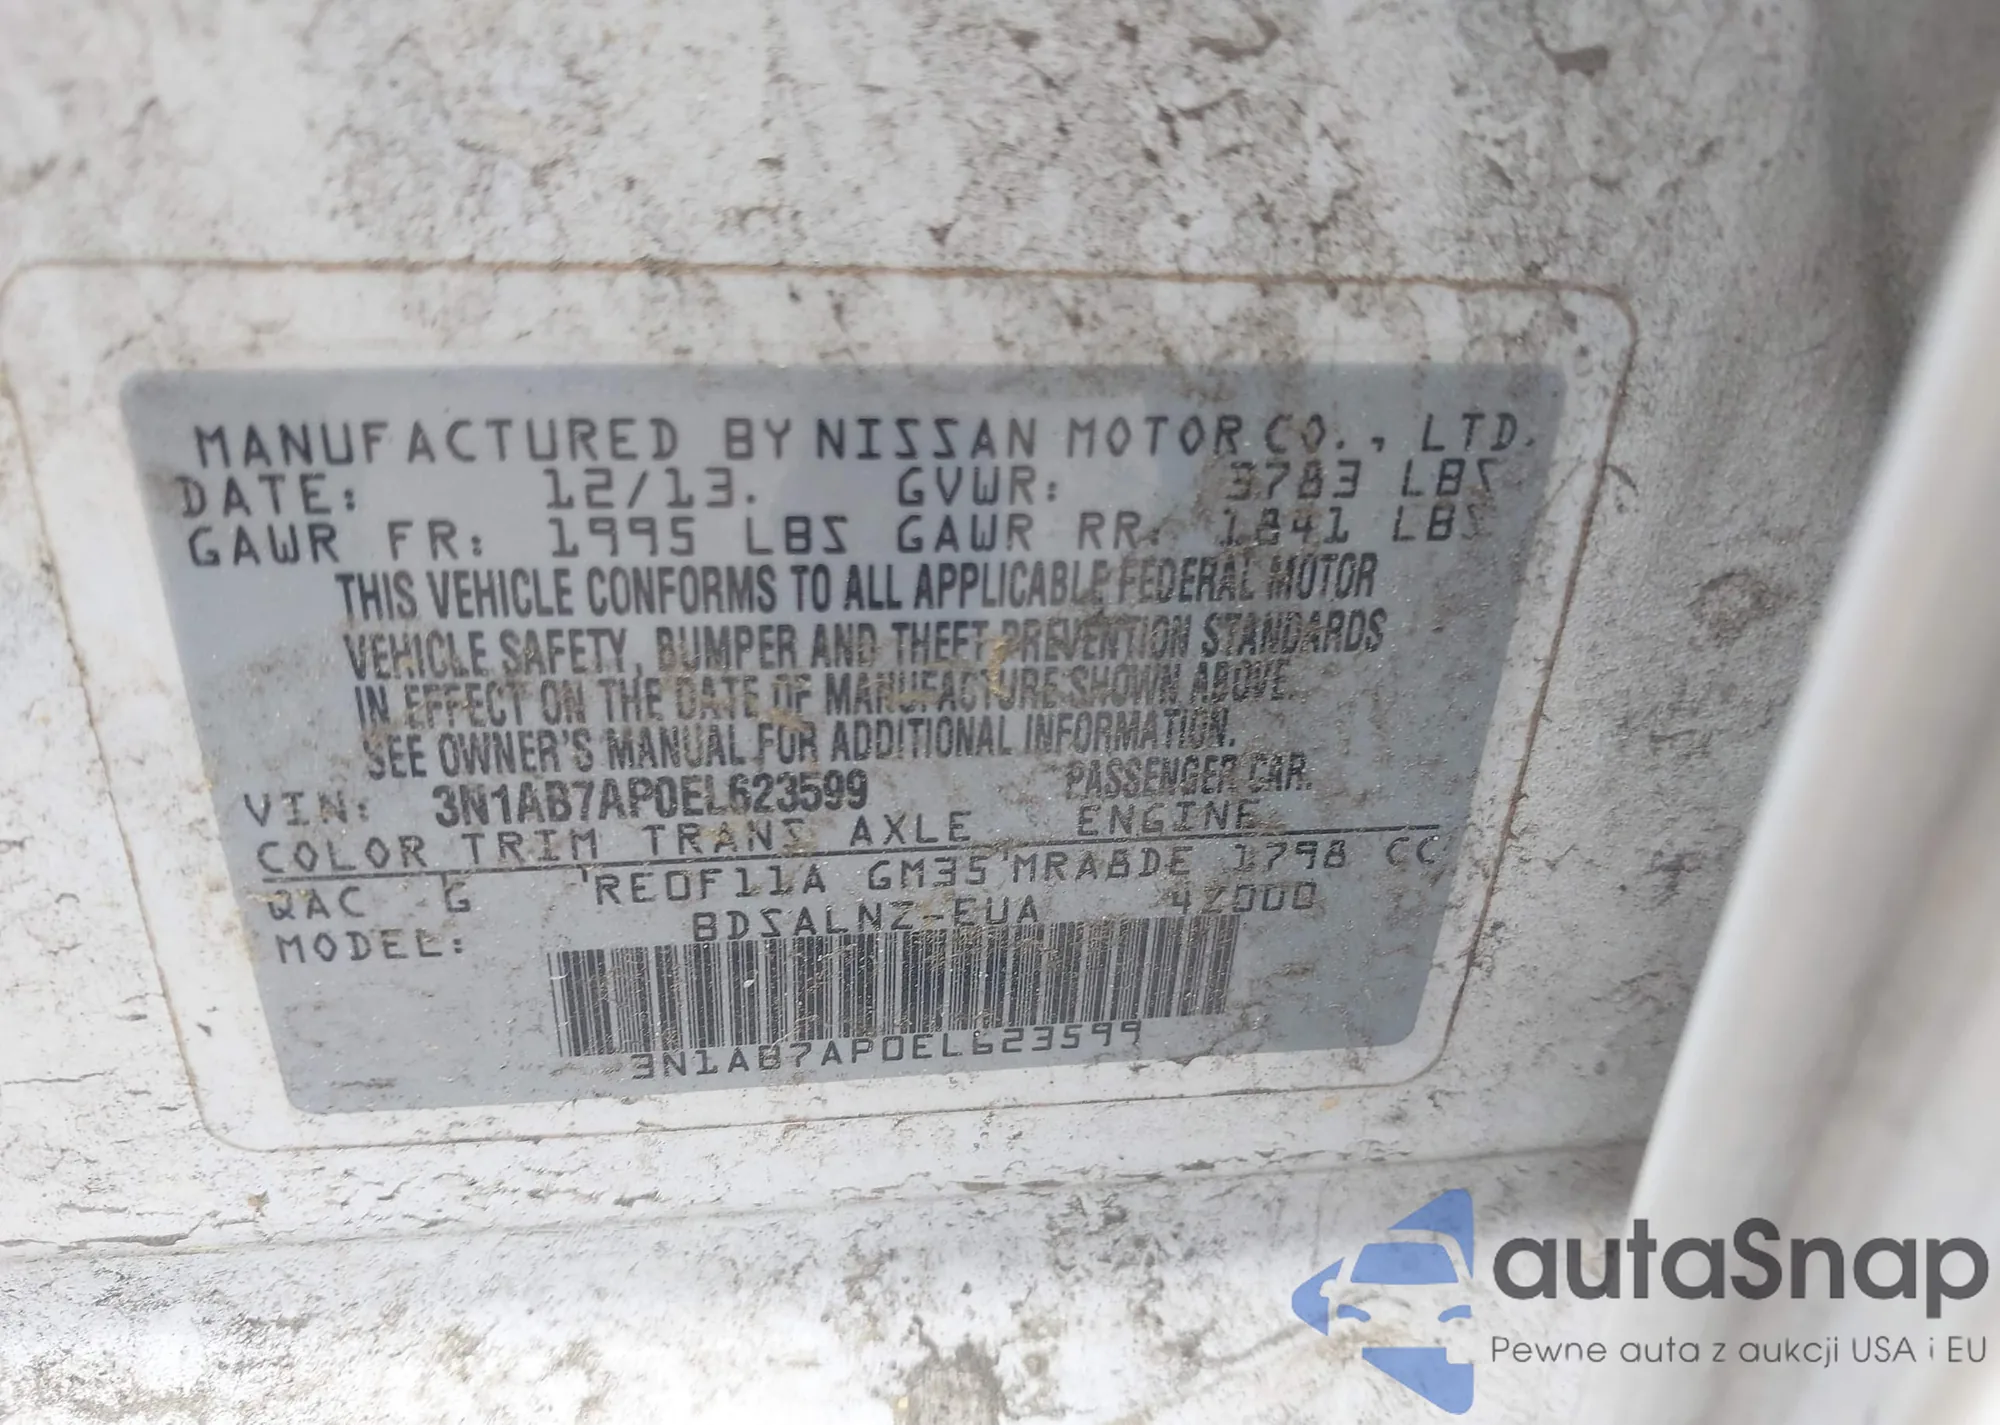 MANUFACTURED BY NISSAN MOTOR CO., LTD.
DATE: 12/13. GVWR: 3783 LBS
GAWR FR: 1995 LBS GAWR RR: 1841 LBS
THIS VEHICLE CONFORMS TO ALL APPLICABLE FEDERAL MOTOR
VEHICLE SAFETY, BUMPER AND THEFT PREVENTION STANDARDS
IN EFFECT ON THE DATE OF MANUFACTURE SHOWN ABOVE.
SEE OWNER'S MANUAL FOR ADDITIONAL INFORMATION.
VIN: 3N1AB7AP0EL623599 PASSENGER CAR.
COLOR TRIM TRANS AXLE ENGINE
QAC G RE0F11A GM35 MRA8DE 1798 CC
MODEL: BDSALNZ-EUA 4Z000
3N1AB7AP0EL623599
autaSnap
Pewne auta z aukcji USA i EU